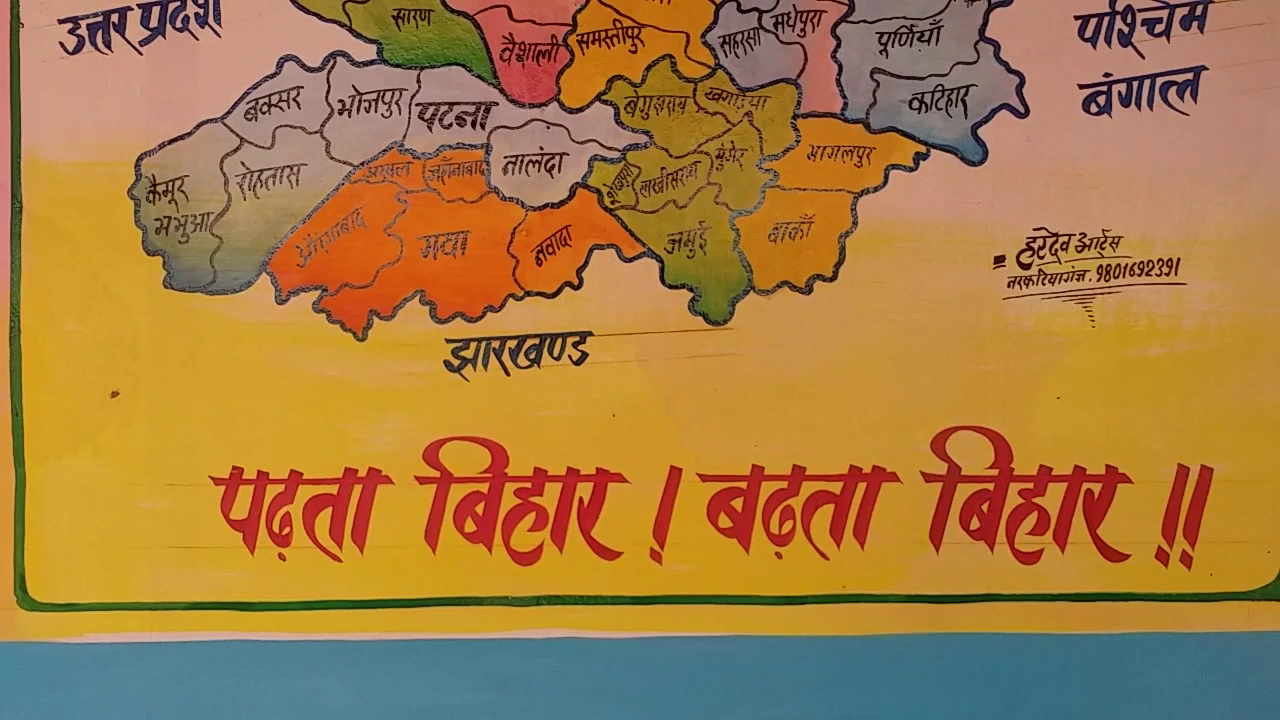 उत्तर प्रदेश
सारण
वैशाली
समस्तीपुर
सहरसा
मधेपुरा
पूर्णियाँ
कटिहार
पश्चिम
बंगाल
बक्सर
भोजपुर
पटना
नालंदा
बेगुसराय
खगड़िया
मुंगेर
भागलपुर
कैमूर
भभुआ
रोहतास
अरवल
जहानाबाद
शेखपुरा
लखीसराय
औरंगाबाद
गया
नवादा
जमुई
बाकाँ
झारखण्ड
हरदेव आर्ट्स
नरकटियागंज. 9801692391
पढ़ता बिहार ! बढ़ता बिहार !!